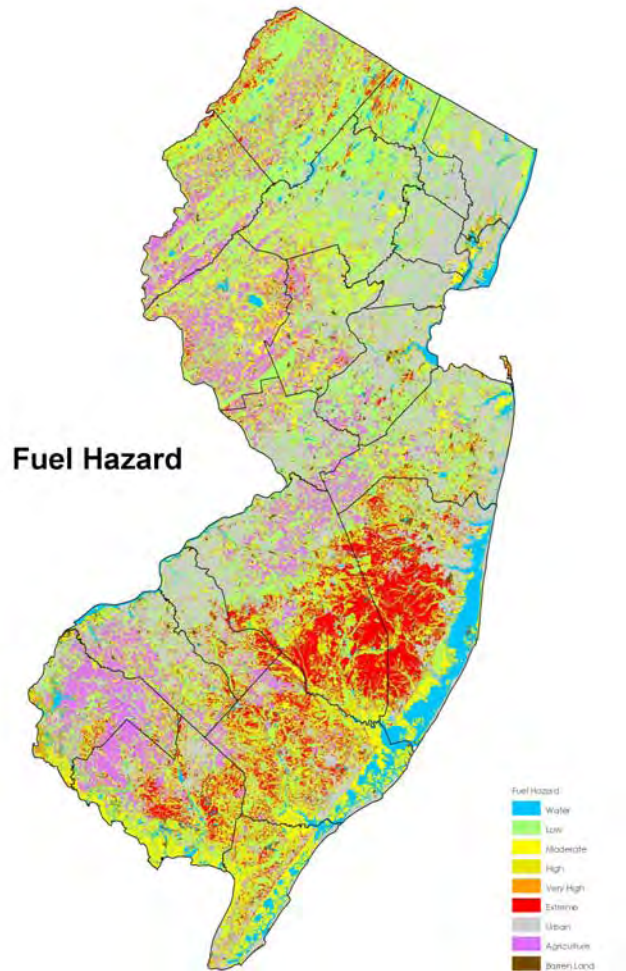 Fuel Hazard
Fuel Hazard
Water
Low
Moderate
High
Very High
Extreme
Urban
Agriculture
Barren Land